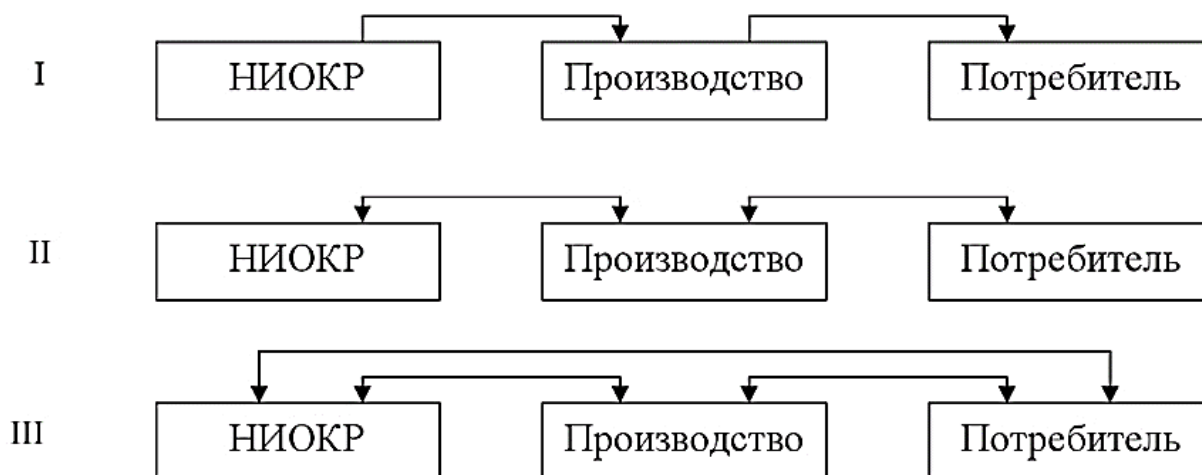 I НИОКР Производство Потребитель
II НИОКР Производство Потребитель
III НИОКР Производство Потребитель